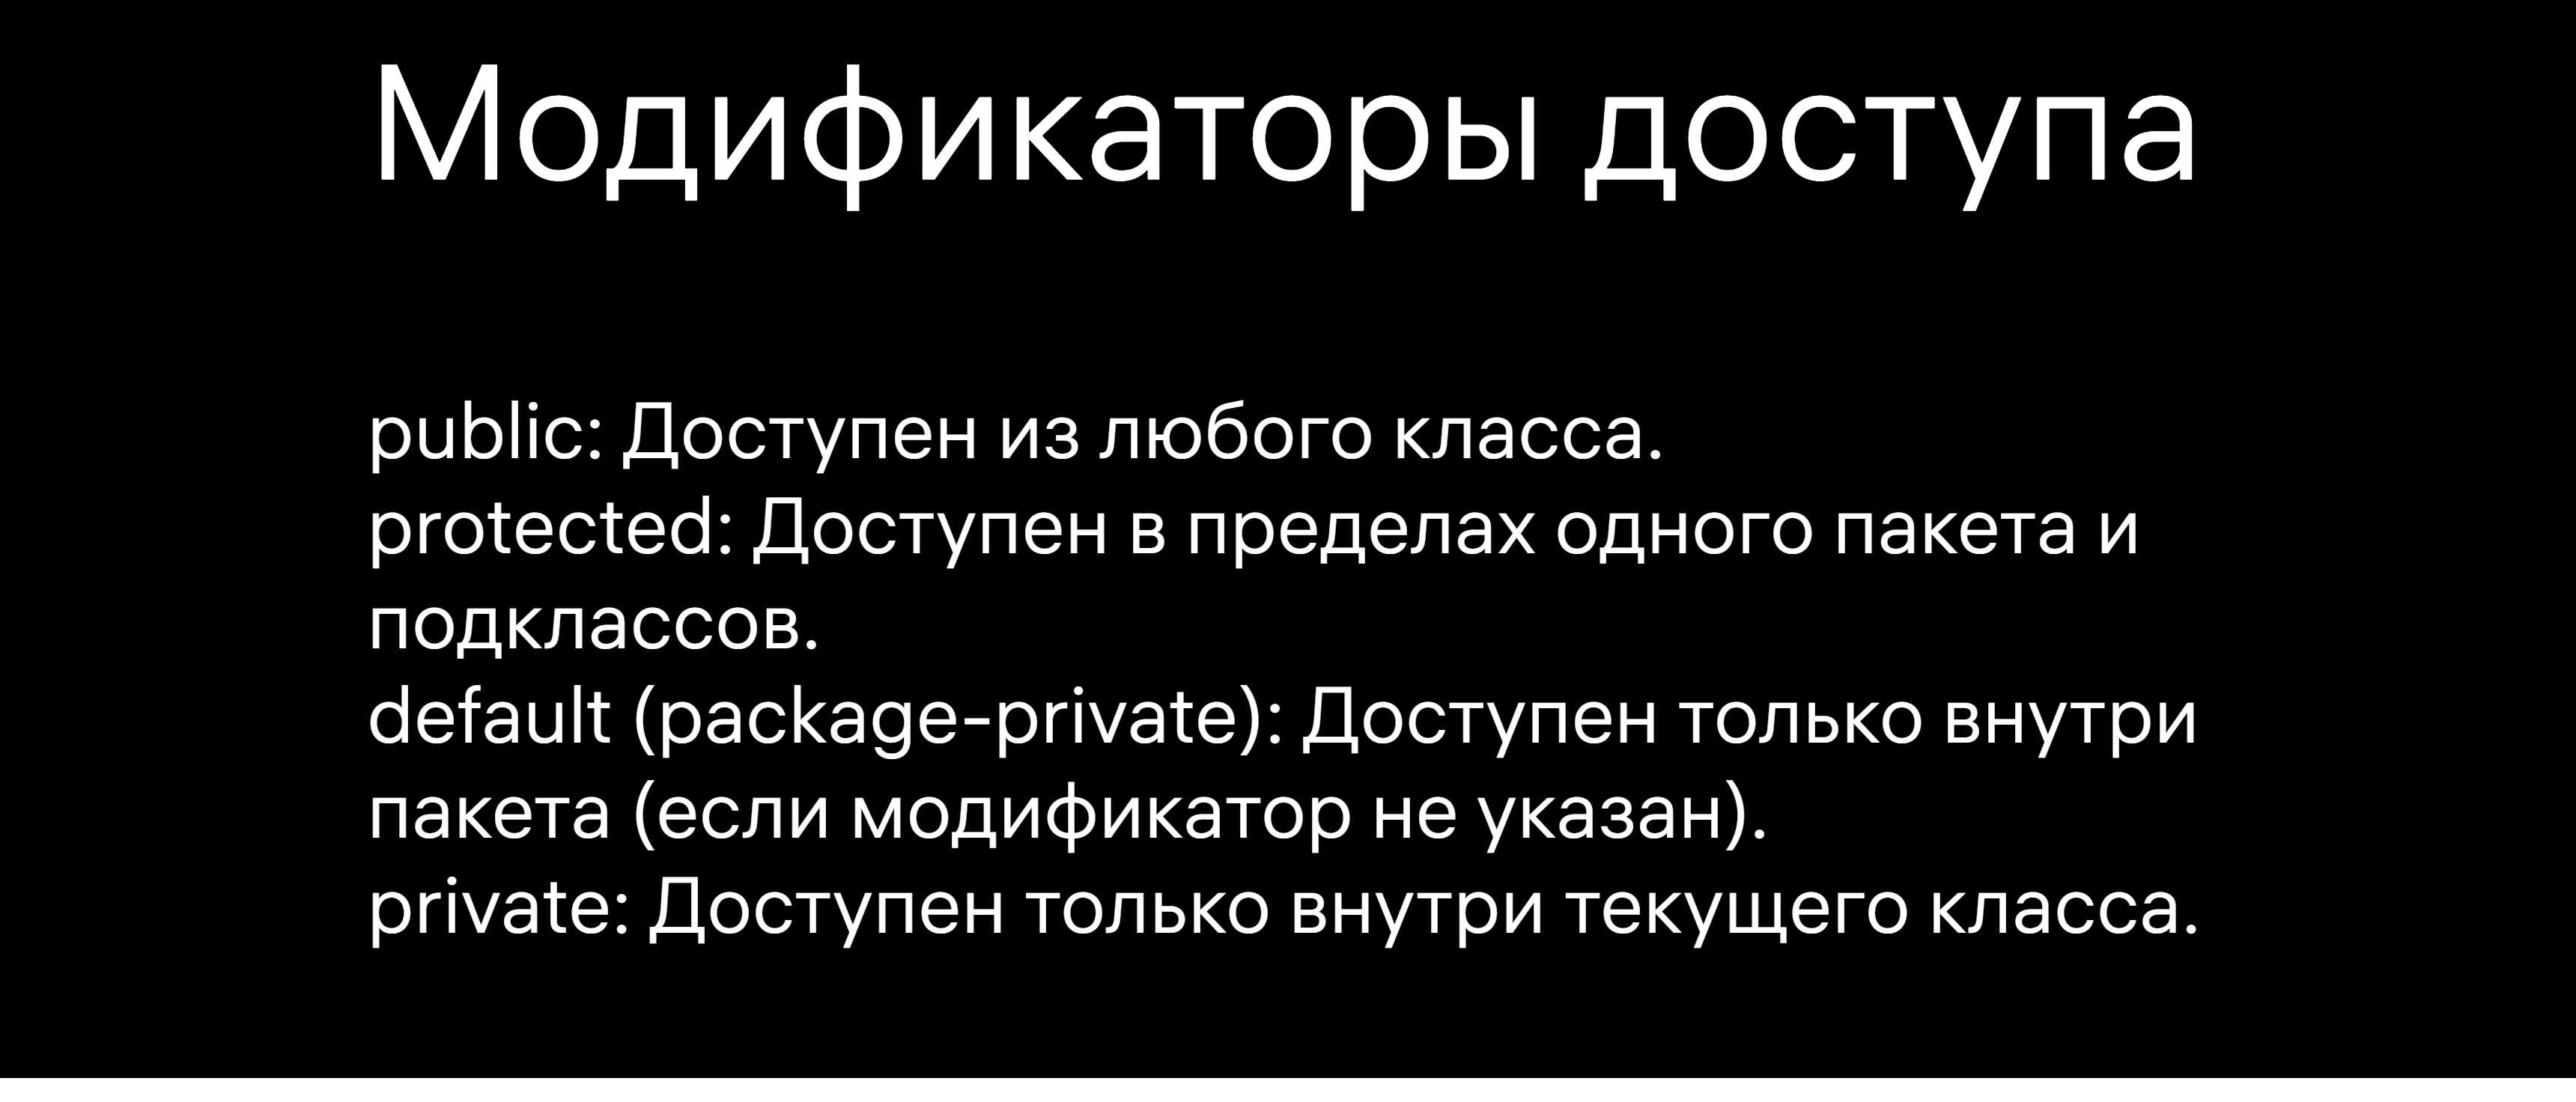 Модификаторы доступа
public: Доступен из любого класса.
protected: Доступен в пределах одного пакета и
подклассов.
default (package-private): Доступен только внутри
пакета (если модификатор не указан).
private: Доступен только внутри текущего класса.